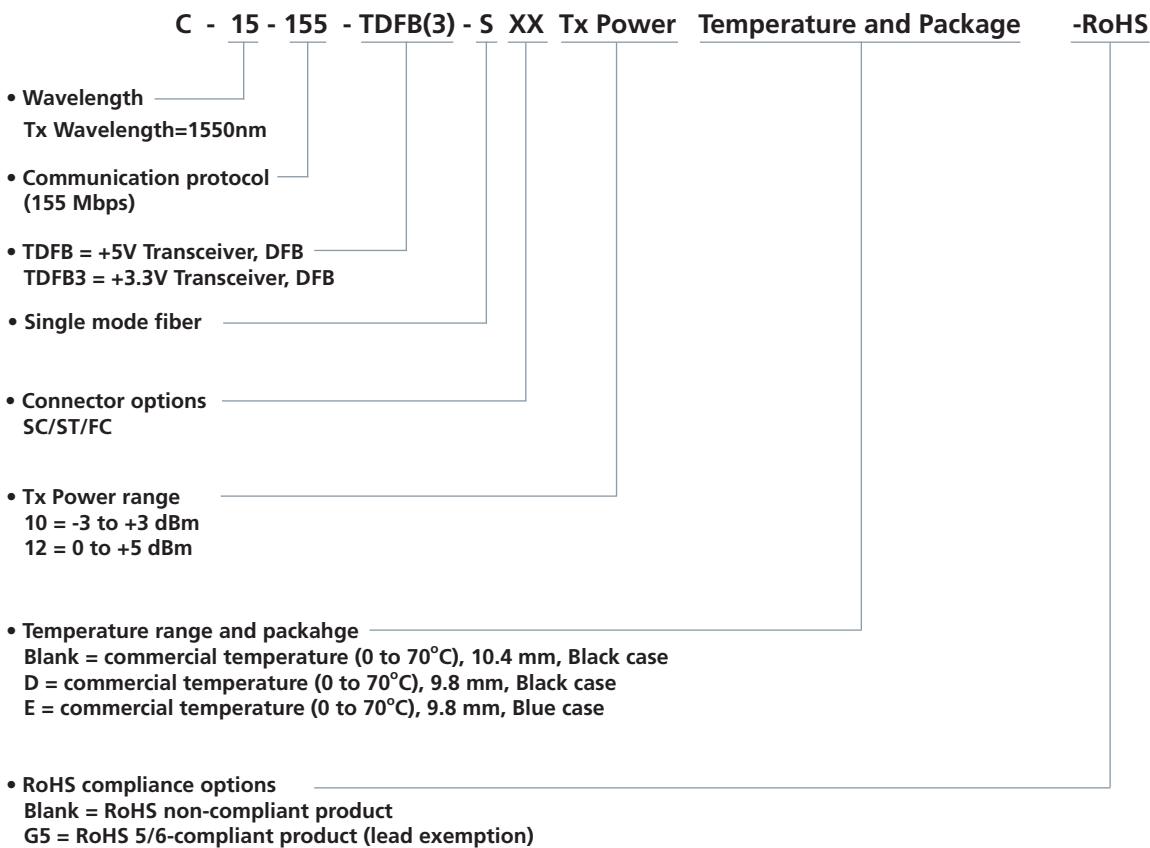 C - 15 - 155 - TDFB(3) - S XX Tx Power Temperature and Package -RoHS
• Wavelength
Tx Wavelength=1550nm
• Communication protocol
(155 Mbps)
• TDFB = +5V Transceiver, DFB
TDFB3 = +3.3V Transceiver, DFB
• Single mode fiber
• Connector options
SC/ST/FC
• Tx Power range
10 = -3 to +3 dBm
12 = 0 to +5 dBm
• Temperature range and packahge
Blank = commercial temperature (0 to 70°C), 10.4 mm, Black case
D = commercial temperature (0 to 70°C), 9.8 mm, Black case
E = commercial temperature (0 to 70°C), 9.8 mm, Blue case
• RoHS compliance options
Blank = RoHS non-compliant product
G5 = RoHS 5/6-compliant product (lead exemption)